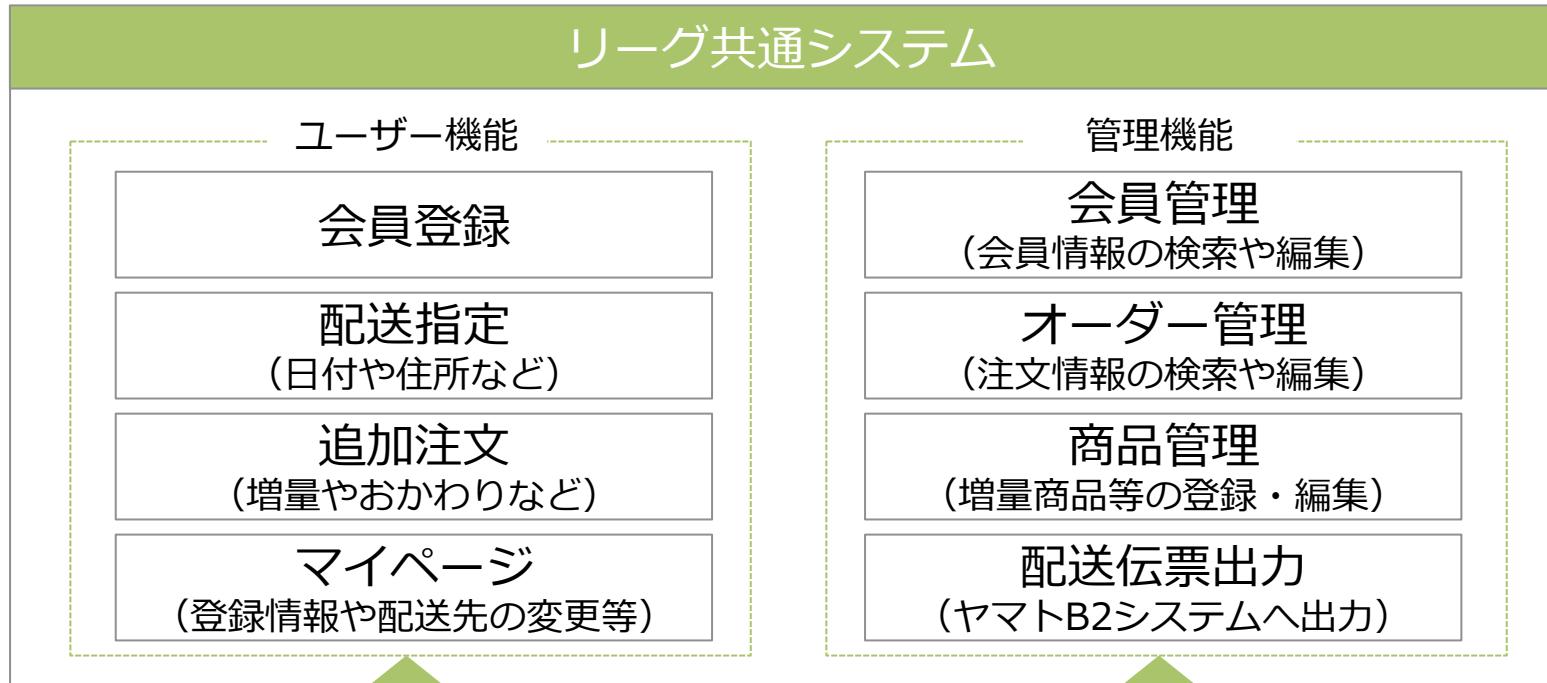 リーグ共通システム
ユーザー機能
会員登録
配送指定
（日付や住所など）
追加注文
（増量やおかわりなど）
マイページ
（登録情報や配送先の変更等）
管理機能
会員管理
（会員情報の検索や編集）
オーダー管理
（注文情報の検索や編集）
商品管理
（増量商品等の登録・編集）
配送伝票出力
（ヤマトB2システムへ出力）